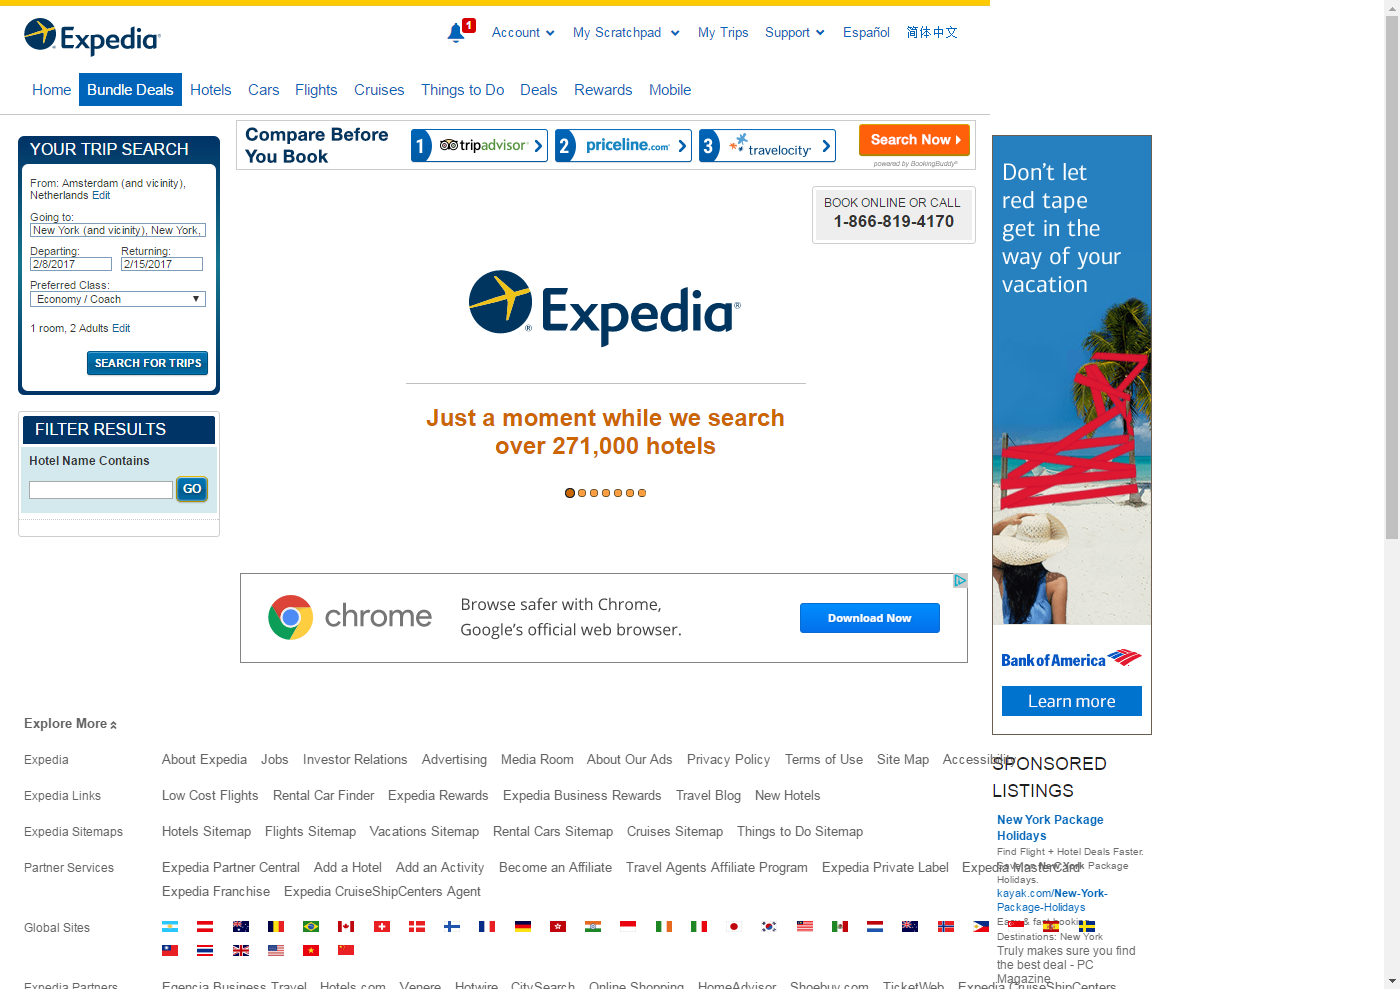 Expedia
1
Account
My Scratchpad
My Trips
Support
Español
简体中文
Home
Bundle Deals
Hotels
Cars
Flights
Cruises
Things to Do
Deals
Rewards
Mobile
Compare Before
You Book
1 tripadvisor
2 priceline.com
3 travelocity
Search Now
powered by BookingBuddy
YOUR TRIP SEARCH
From: Amsterdam (and vicinity),
Netherlands Edit
Going to:
New York (and vicinity), New York,
Departing:
Returning:
2/8/2017
2/15/2017
Preferred Class:
Economy / Coach
1 room, 2 Adults Edit
SEARCH FOR TRIPS
FILTER RESULTS
Hotel Name Contains
GO
BOOK ONLINE OR CALL
1-866-819-4170
Expedia
Just a moment while we search
over 271,000 hotels
chrome
Browse safer with Chrome,
Google's official web browser.
Download Now
Don't let
red tape
get in the
way of your
vacation
Bank of America
Learn more
SPONSORED
LISTINGS
New York Package
Holidays
Find Flight + Hotel Deals Faster.
Save on New York Package
Holidays.
kayak.com/New-York-
Package-Holidays
Easy & fast booking
Destinations: New York
Truly makes sure you find
the best deal - PC
Magazine
Explore More
Expedia
About Expedia Jobs Investor Relations Advertising Media Room About Our Ads Privacy Policy Terms of Use Site Map Accessibility
Expedia Links
Low Cost Flights Rental Car Finder Expedia Rewards Expedia Business Rewards Travel Blog New Hotels
Expedia Sitemaps
Hotels Sitemap Flights Sitemap Vacations Sitemap Rental Cars Sitemap Cruises Sitemap Things to Do Sitemap
Partner Services
Expedia Partner Central Add a Hotel Add an Activity Become an Affiliate Travel Agents Affiliate Program Expedia Private Label Expedia MasterCard
Expedia Franchise Expedia CruiseShipCenters Agent
Global Sites
Expedia Partners
Egencia Business Travel Hotels.com Venere Hotwire CitySearch Online Shopping HomeAdvisor Shoebuy.com TicketWeb Expedia CruiseShipCenters